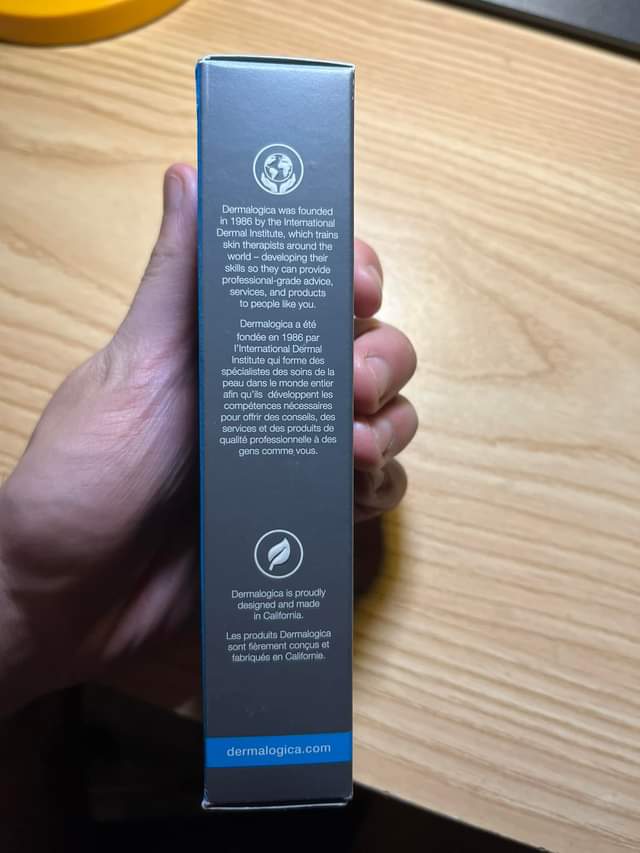 Dermalogica was founded
in 1986 by the International
Dermal Institute, which trains
skin therapists around the
world – developing their
skills so they can provide
professional-grade advice,
services, and products
to people like you.
Dermalogica a été
fondée en 1986 par
l'International Dermal
Institute qui forme des
spécialistes des soins de la
peau dans le monde entier
afin qu'ils développent les
compétences nécessaires
pour offrir des conseils, des
services et des produits de
qualité professionnelle à des
gens comme vous.
Dermalogica is proudly
designed and made
in California.
Les produits Dermalogica
sont fièrement conçus et
fabriqués en Californie.
dermalogica.com